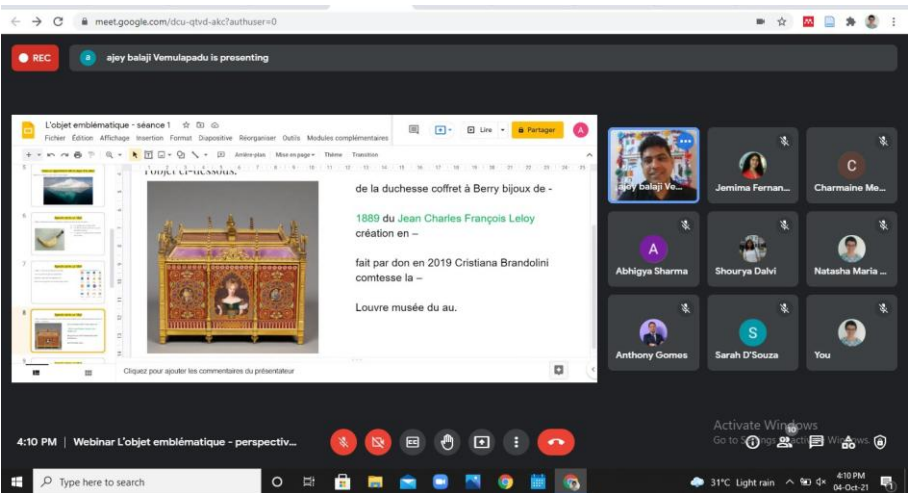 meet.google.com/dcu-qtvd-akc?authuser=0
REC
a
ajey balaji Vemulapadu is presenting
L'objet emblématique - séance 1
Fichier Édition Affichage Insertion Format Diapositive Réorganiser Outils Modules complémentaires
Lire
Partager
A
Arrière-plan Mise en page Thème Transition
l'objet ci-dessous.
5
6
7
8
9
de la duchesse coffret à Berry bijoux de -
1889 du Jean Charles François Leloy
création en –
fait par don en 2019 Cristiana Brandolini
comtesse la –
Louvre musée du au.
Cliquez pour ajouter les commentaires du présentateur
ajey balaji Ve...
Jemima Fernan...
C
Charmaine Me...
A
Abhigya Sharma
Shourya Dalvi
Natasha Maria ...
Anthony Gomes
S
Sarah D'Souza
You
4:10 PM | Webinar L'objet emblématique - perspectiv...
10
Activate Windows
Type here to search
31°C Light rain
4:10 PM
04-Oct-21